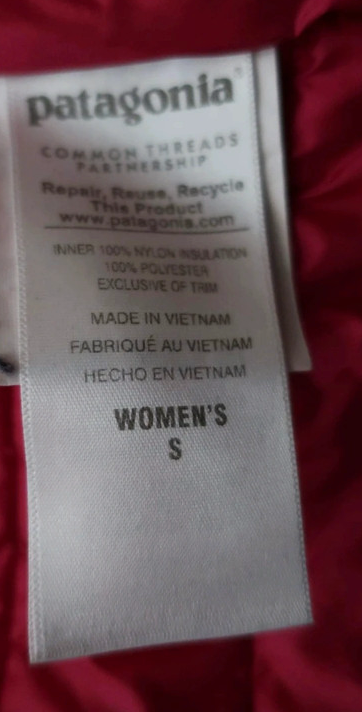 patagonia®
COMMON THREADS
PARTNERSHIP
Repair, Reuse, Recycle
This Product
www.patagonia.com
INNER 100% NYLON INSULATION
100% POLYESTER
EXCLUSIVE OF TRIM
MADE IN VIETNAM
FABRIQUÉ AU VIETNAM
HECHO EN VIETNAM
WOMEN'S
S